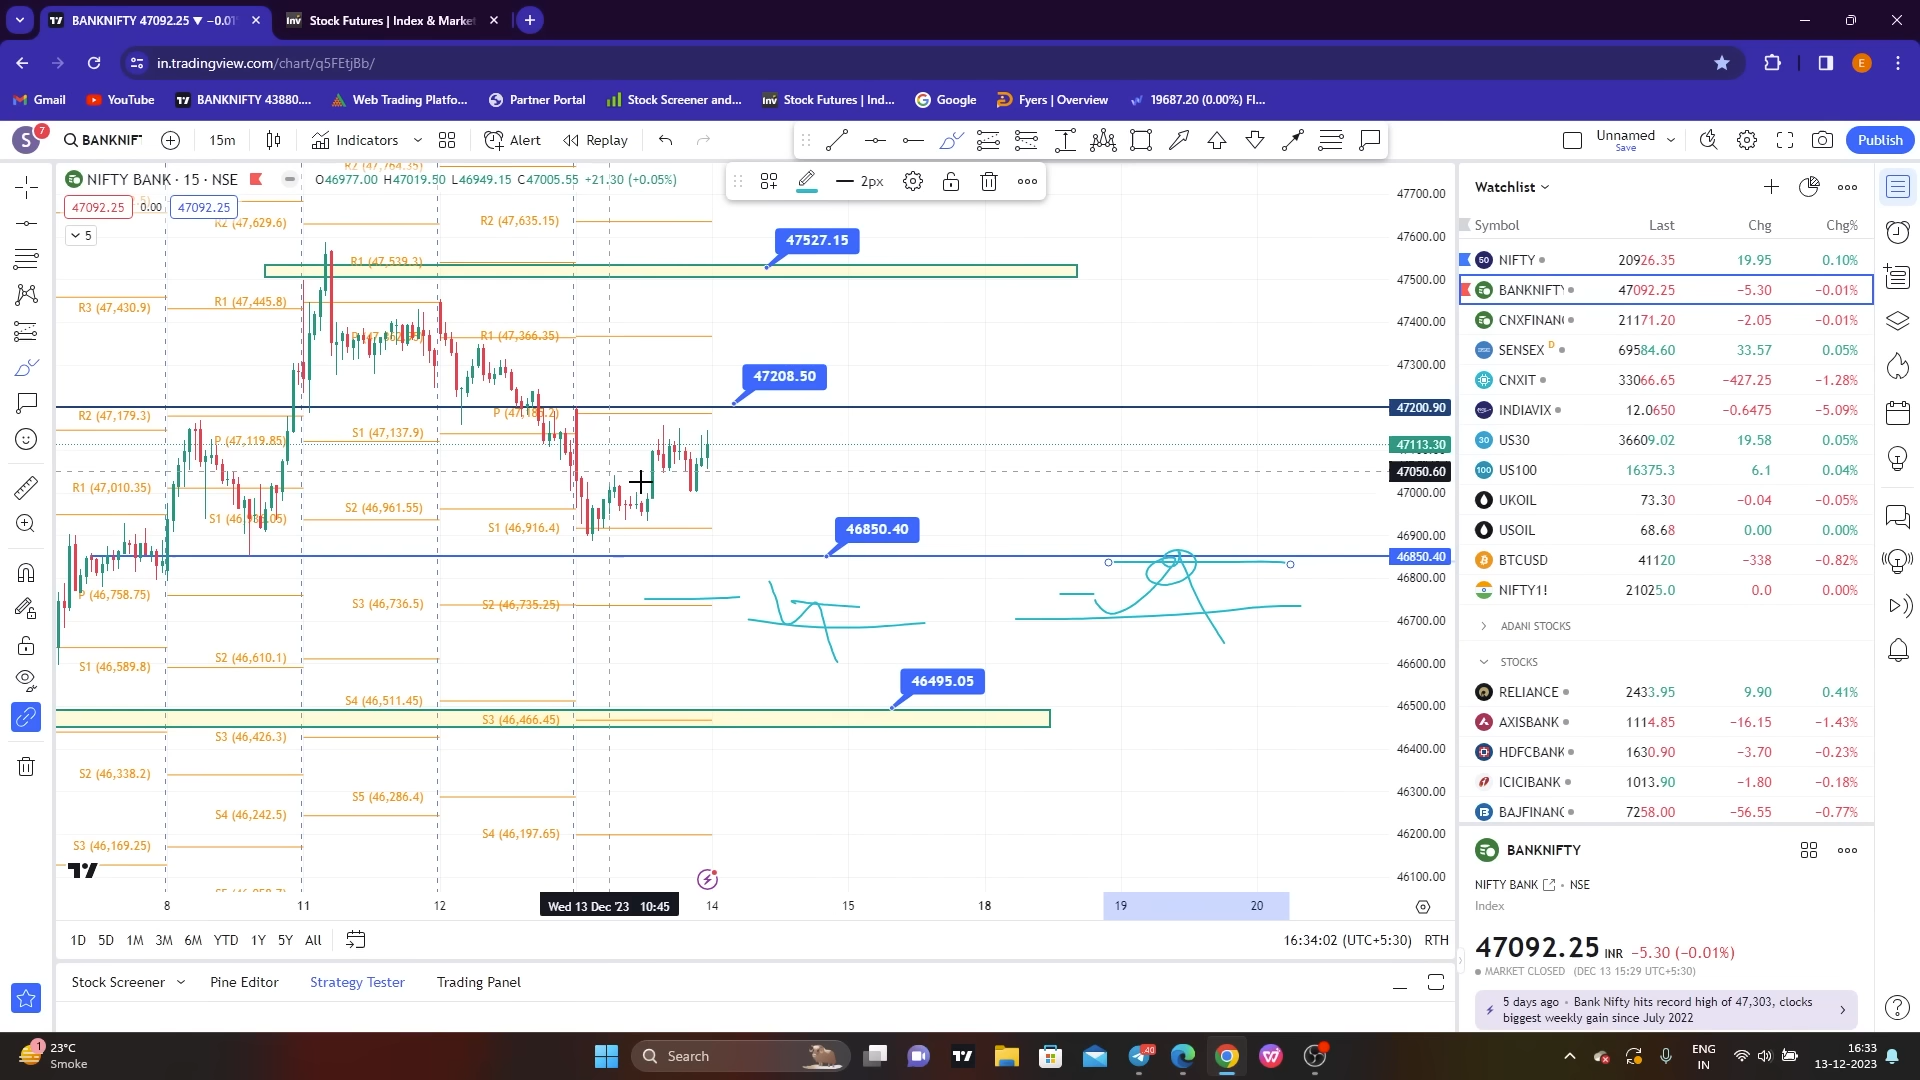 BANKNIFTY 47092.25 ▼ −0.01
Stock Futures | Index & Market
in.tradingview.com/chart/q5FEtjBb/
Gmail YouTube BANKNIFTY 43880.... Web Trading Platfo... Partner Portal Stock Screener and... Stock Futures | Ind... Google Fyers | Overview 19687.20 (0.00%) Fl...
S 7 BANKNIF 15m Indicators Alert Replay Unnamed Save Publish
NIFTY BANK · 15 · NSE O46977.00 H47019.50 L46949.15 C47005.55 +21.30 (+0.05%) 2px
47092.25 0.00 47092.25
5
R2 (47,764.35)
R2 (47,629.6)
R2 (47,635.15)
47527.15
R1 (47,539.3)
R3 (47,430.9)
R1 (47,445.8)
R1 (47,366.35)
47208.50
R2 (47,179.3)
P (47,185.2)
P (47,119.85)
S1 (47,137.9)
R1 (47,010.35)
S2 (46,961.55)
S1 (46,916.4)
46850.40
P (46,758.75)
S3 (46,736.5)
S2 (46,735.25)
S1 (46,589.8)
S2 (46,610.1)
46495.05
S4 (46,511.45)
S3 (46,466.45)
S3 (46,426.3)
S2 (46,338.2)
S5 (46,286.4)
S4 (46,242.5)
S4 (46,197.65)
S3 (46,169.25)
47700.00
47600.00
47500.00
47400.00
47300.00
47200.90
47113.30
47050.60
47000.00
46900.00
46850.40
46800.00
46700.00
46600.00
46500.00
46400.00
46300.00
46200.00
46100.00
8 11 12 Wed 13 Dec '23 10:45 14 15 18 19 20
1D 5D 1M 3M 6M YTD 1Y 5Y All 16:34:02 (UTC+5:30) RTH
Stock Screener Pine Editor Strategy Tester Trading Panel
Watchlist
Symbol Last Chg Chg%
NIFTY 20926.35 19.95 0.10%
BANKNIFTY 47092.25 −5.30 −0.01%
CNXFINAN 21171.20 −2.05 −0.01%
SENSEX D 69584.60 33.57 0.05%
CNXIT 33066.65 −427.25 −1.28%
INDIAVIX 12.0650 −0.6475 −5.09%
US30 36609.02 19.58 0.05%
US100 16375.3 6.1 0.04%
UKOIL 73.30 −0.04 −0.05%
USOIL 68.68 0.00 0.00%
BTCUSD 41120 −338 −0.82%
NIFTY1! 21025.0 0.0 0.00%
ADANI STOCKS
STOCKS
RELIANCE 2433.95 9.90 0.41%
AXISBANK 1114.85 −16.15 −1.43%
HDFCBANK 1630.90 −3.70 −0.23%
ICICIBANK 1013.90 −1.80 −0.18%
BAJFINANC 7258.00 −56.55 −0.77%
BANKNIFTY
NIFTY BANK · NSE
Index
47092.25 INR −5.30 (−0.01%)
MARKET CLOSED (DEC 13 15:29 UTC+5:30)
5 days ago · Bank Nifty hits record high of 47,303, clocks
biggest weekly gain since July 2022
23°C
Smoke
Search
ENG
IN
16:33
13-12-2023